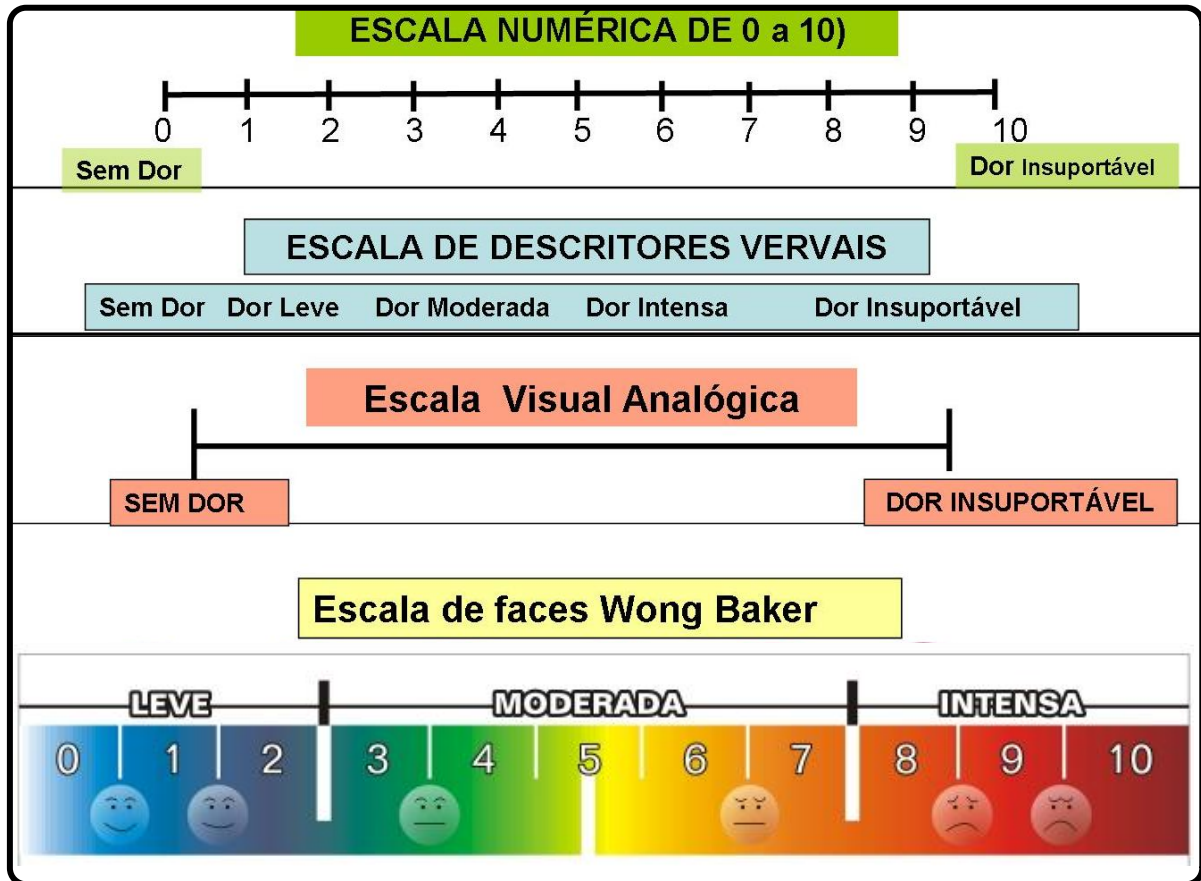 ESCALA NUMÉRICA DE 0 a 10)
0 1 2 3 4 5 6 7 8 9 10
Sem Dor Dor Insuportável
ESCALA DE DESCRITORES VERVAIS
Sem Dor Dor Leve Dor Moderada Dor Intensa Dor Insuportável
Escala Visual Analógica
SEM DOR DOR INSUPORTÁVEL
Escala de faces Wong Baker
LEVE MODERADA INTENSA
0 1 2 3 4 5 6 7 8 9 10